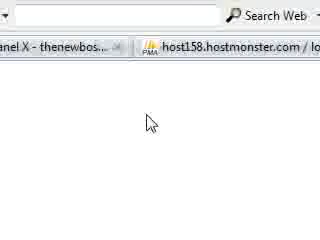 Search Web
anel X - thenewbos...
PMA
host158.hostmonster.com / lo